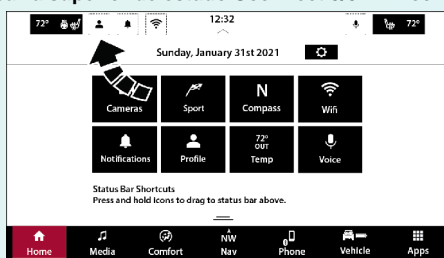 72° 12:32 72°
Sunday, January 31st 2021
Cameras Sport N Compass Wifi
Notifications Profile 72° OUT Temp Voice
Status Bar Shortcuts
Press and hold icons to drag to status bar above.
Home Media Comfort NW Nav Phone Vehicle Apps